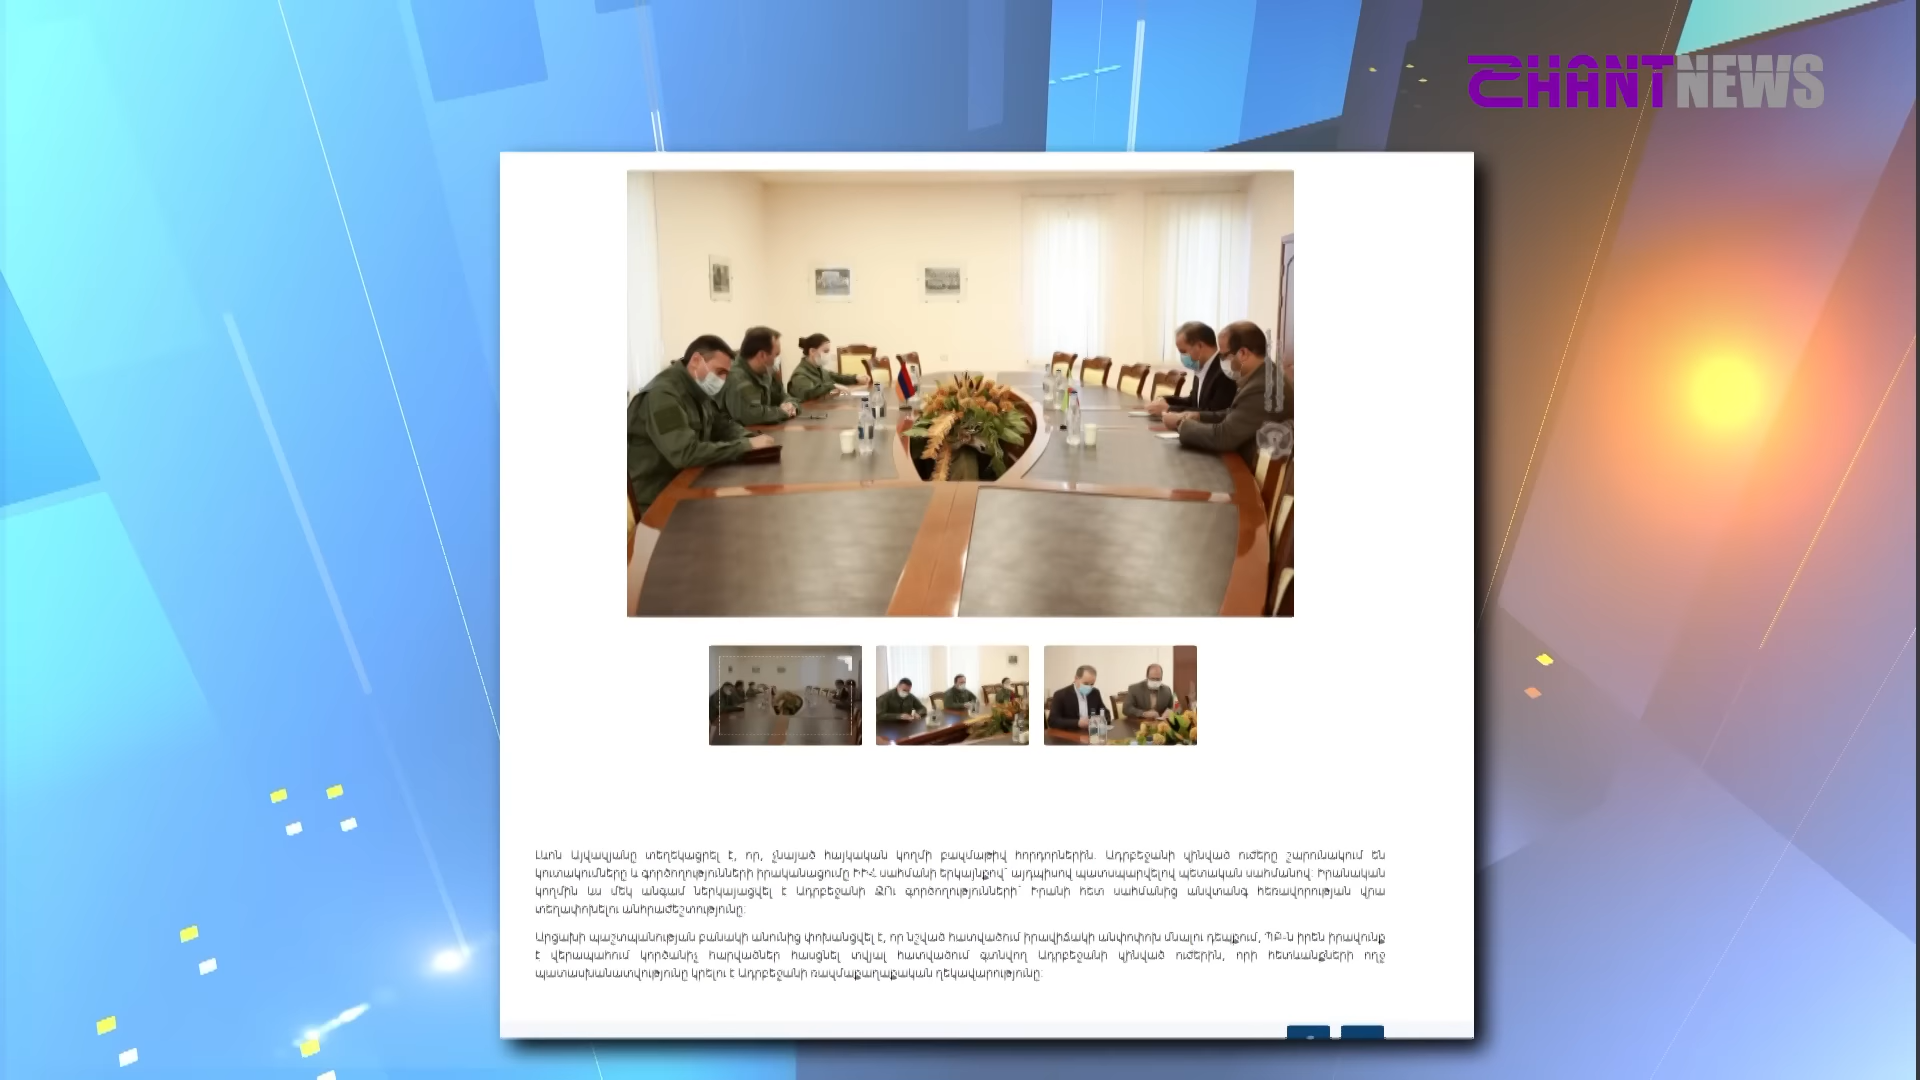 SHANTNEWS
Լևոն Այվազյանը տեղեկացրել է, որ, չնայած հայկական կողմի բազմաթիվ հորդորներին, Ադրբեջանի զինված ուժերը շարունակում են
կուտակումները և գործողությունների իրականացումը ԻԻՀ սահմանի երկայնքով՝ այդպիսով պատսպարվելով պետական սահմանով: Իրանական
կողմին ևս մեկ անգամ ներկայացվել է Ադրբեջանի ԶՈւ գործողությունների՝ Իրանի հետ սահմանից անվտանգ հեռավորության վրա
տեղափոխելու անհրաժեշտությունը:
Արցախի պաշտպանության բանակի անունից փոխանցվել է, որ նշված հատվածում իրավիճակի անփոփոխ մնալու դեպքում, ՊԲ-ն իրեն իրավունք
է վերապահում կործանիչ հարվածներ հասցնել տվյալ հատվածում գտնվող Ադրբեջանի զինված ուժերին, որի հետևանքների ողջ
պատասխանատվությունը կրելու է Ադրբեջանի ռազմաքաղաքական ղեկավարությունը: